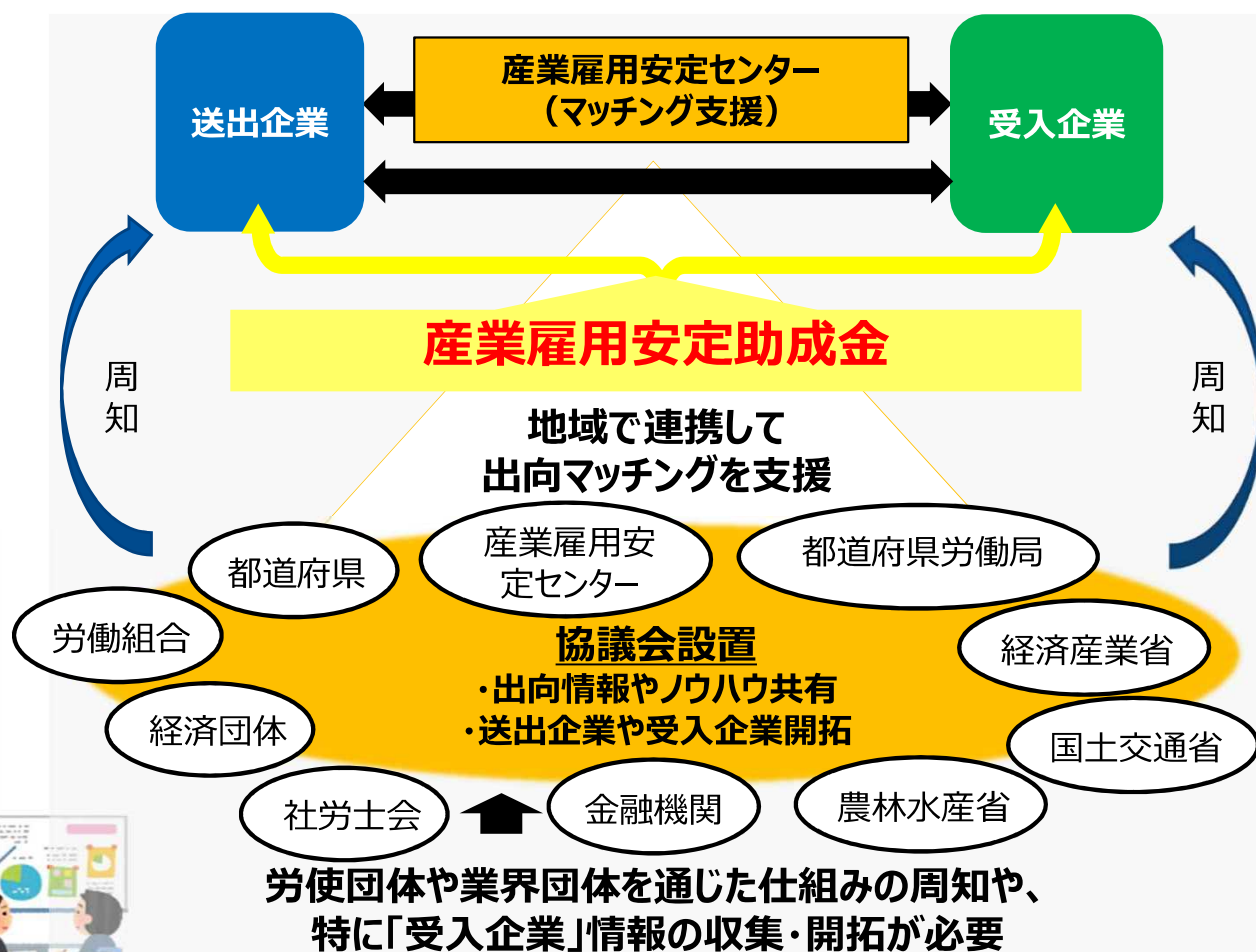 送出企業
産業雇用安定センター
（マッチング支援）
受入企業
産業雇用安定助成金
周知
周知
地域で連携して
出向マッチングを支援
都道府県
産業雇用安
定センター
都道府県労働局
労働組合
経済産業省
協議会設置
・出向情報やノウハウ共有
・送出企業や受入企業開拓
経済団体
国土交通省
社労士会
金融機関
農林水産省
労使団体や業界団体を通じた仕組みの周知や、
特に「受入企業」情報の収集・開拓が必要